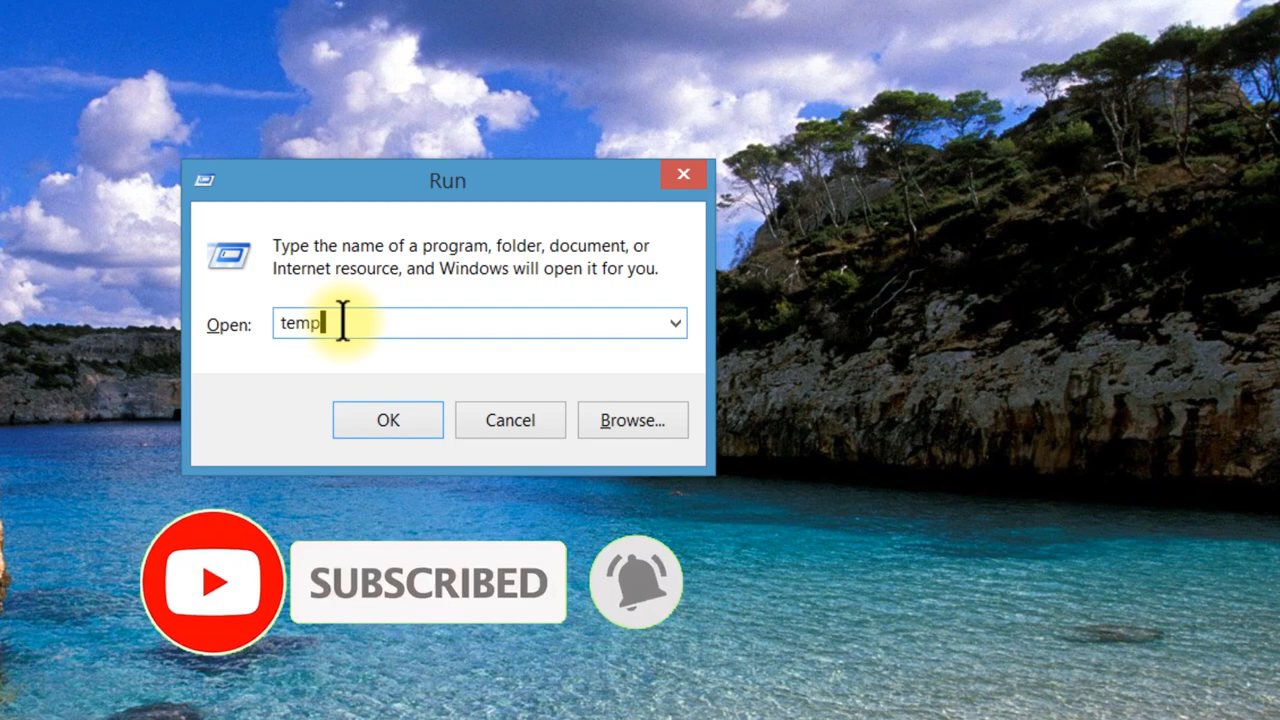 Run
Type the name of a program, folder, document, or
Internet resource, and Windows will open it for you.
Open: temp
OK Cancel Browse...
SUBSCRIBED